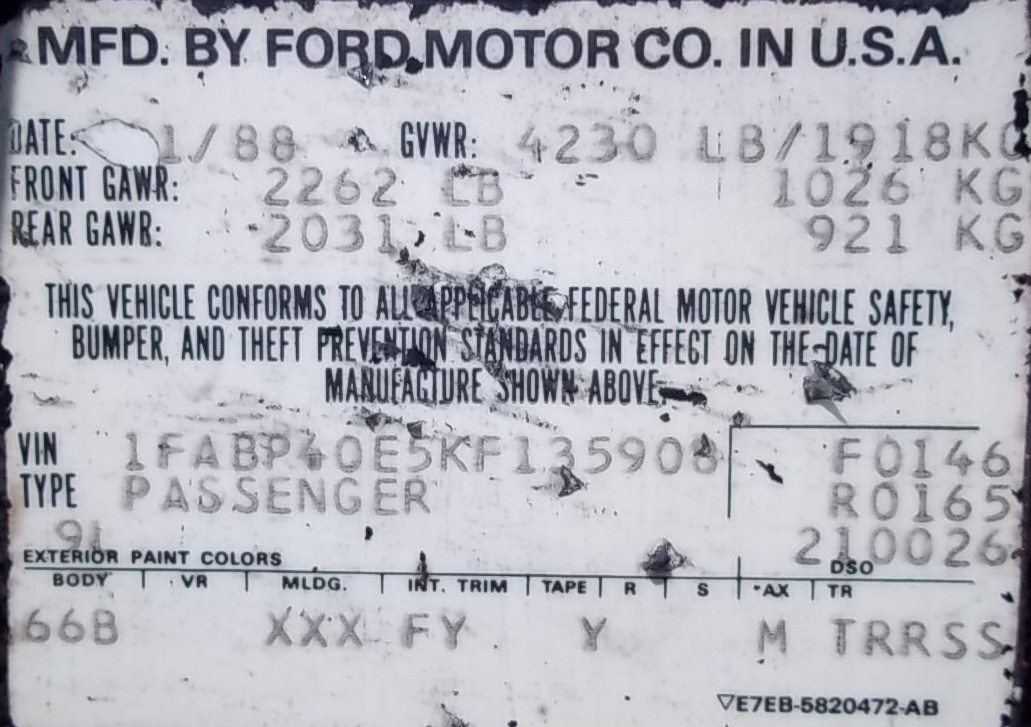 MFD. BY FORD MOTOR CO. IN U.S.A.
DATE: 1/88 GVWR: 4230 LB/1918KG
FRONT GAWR: 2262 LB 1026 KG
REAR GAWR: 2031 LB 921 KG
THIS VEHICLE CONFORMS TO ALL APPLICABLE FEDERAL MOTOR VEHICLE SAFETY,
BUMPER, AND THEFT PREVENTION STANDARDS IN EFFECT ON THE DATE OF
MANUFACTURE SHOWN ABOVE
VIN 1FABP40E5KF135908 F0146
TYPE PASSENGER R0165
91 210026
EXTERIOR PAINT COLORS DSO
BODY VR MLDG. INT. TRIM TAPE R S AX TR
66B XXX FY Y M TRRSS
▽E7EB-5820472-AB